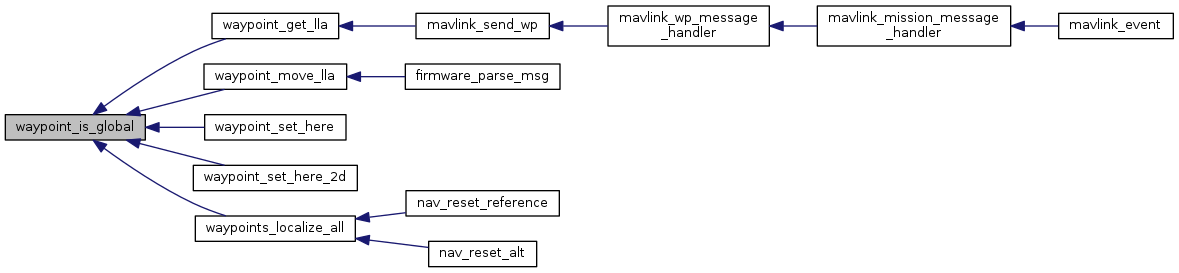 waypoint_get_lla
mavlink_send_wp
mavlink_wp_message
_handler
mavlink_mission_message
_handler
mavlink_event
waypoint_move_lla
firmware_parse_msg
waypoint_is_global
waypoint_set_here
waypoint_set_here_2d
waypoints_localize_all
nav_reset_reference
nav_reset_alt